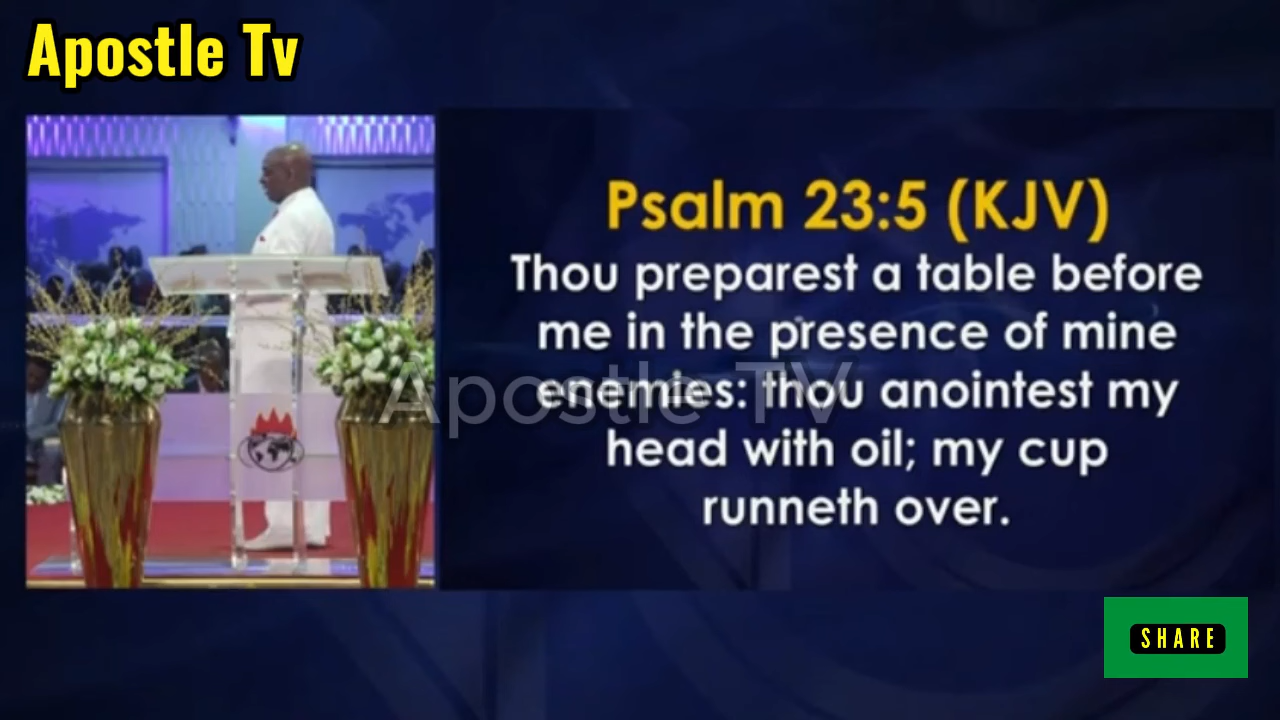 Apostle Tv
Psalm 23:5 (KJV)
Thou preparest a table before
me in the presence of mine
enemies: thou anointest my
head with oil; my cup
runneth over.
Apostle TV
SHARE